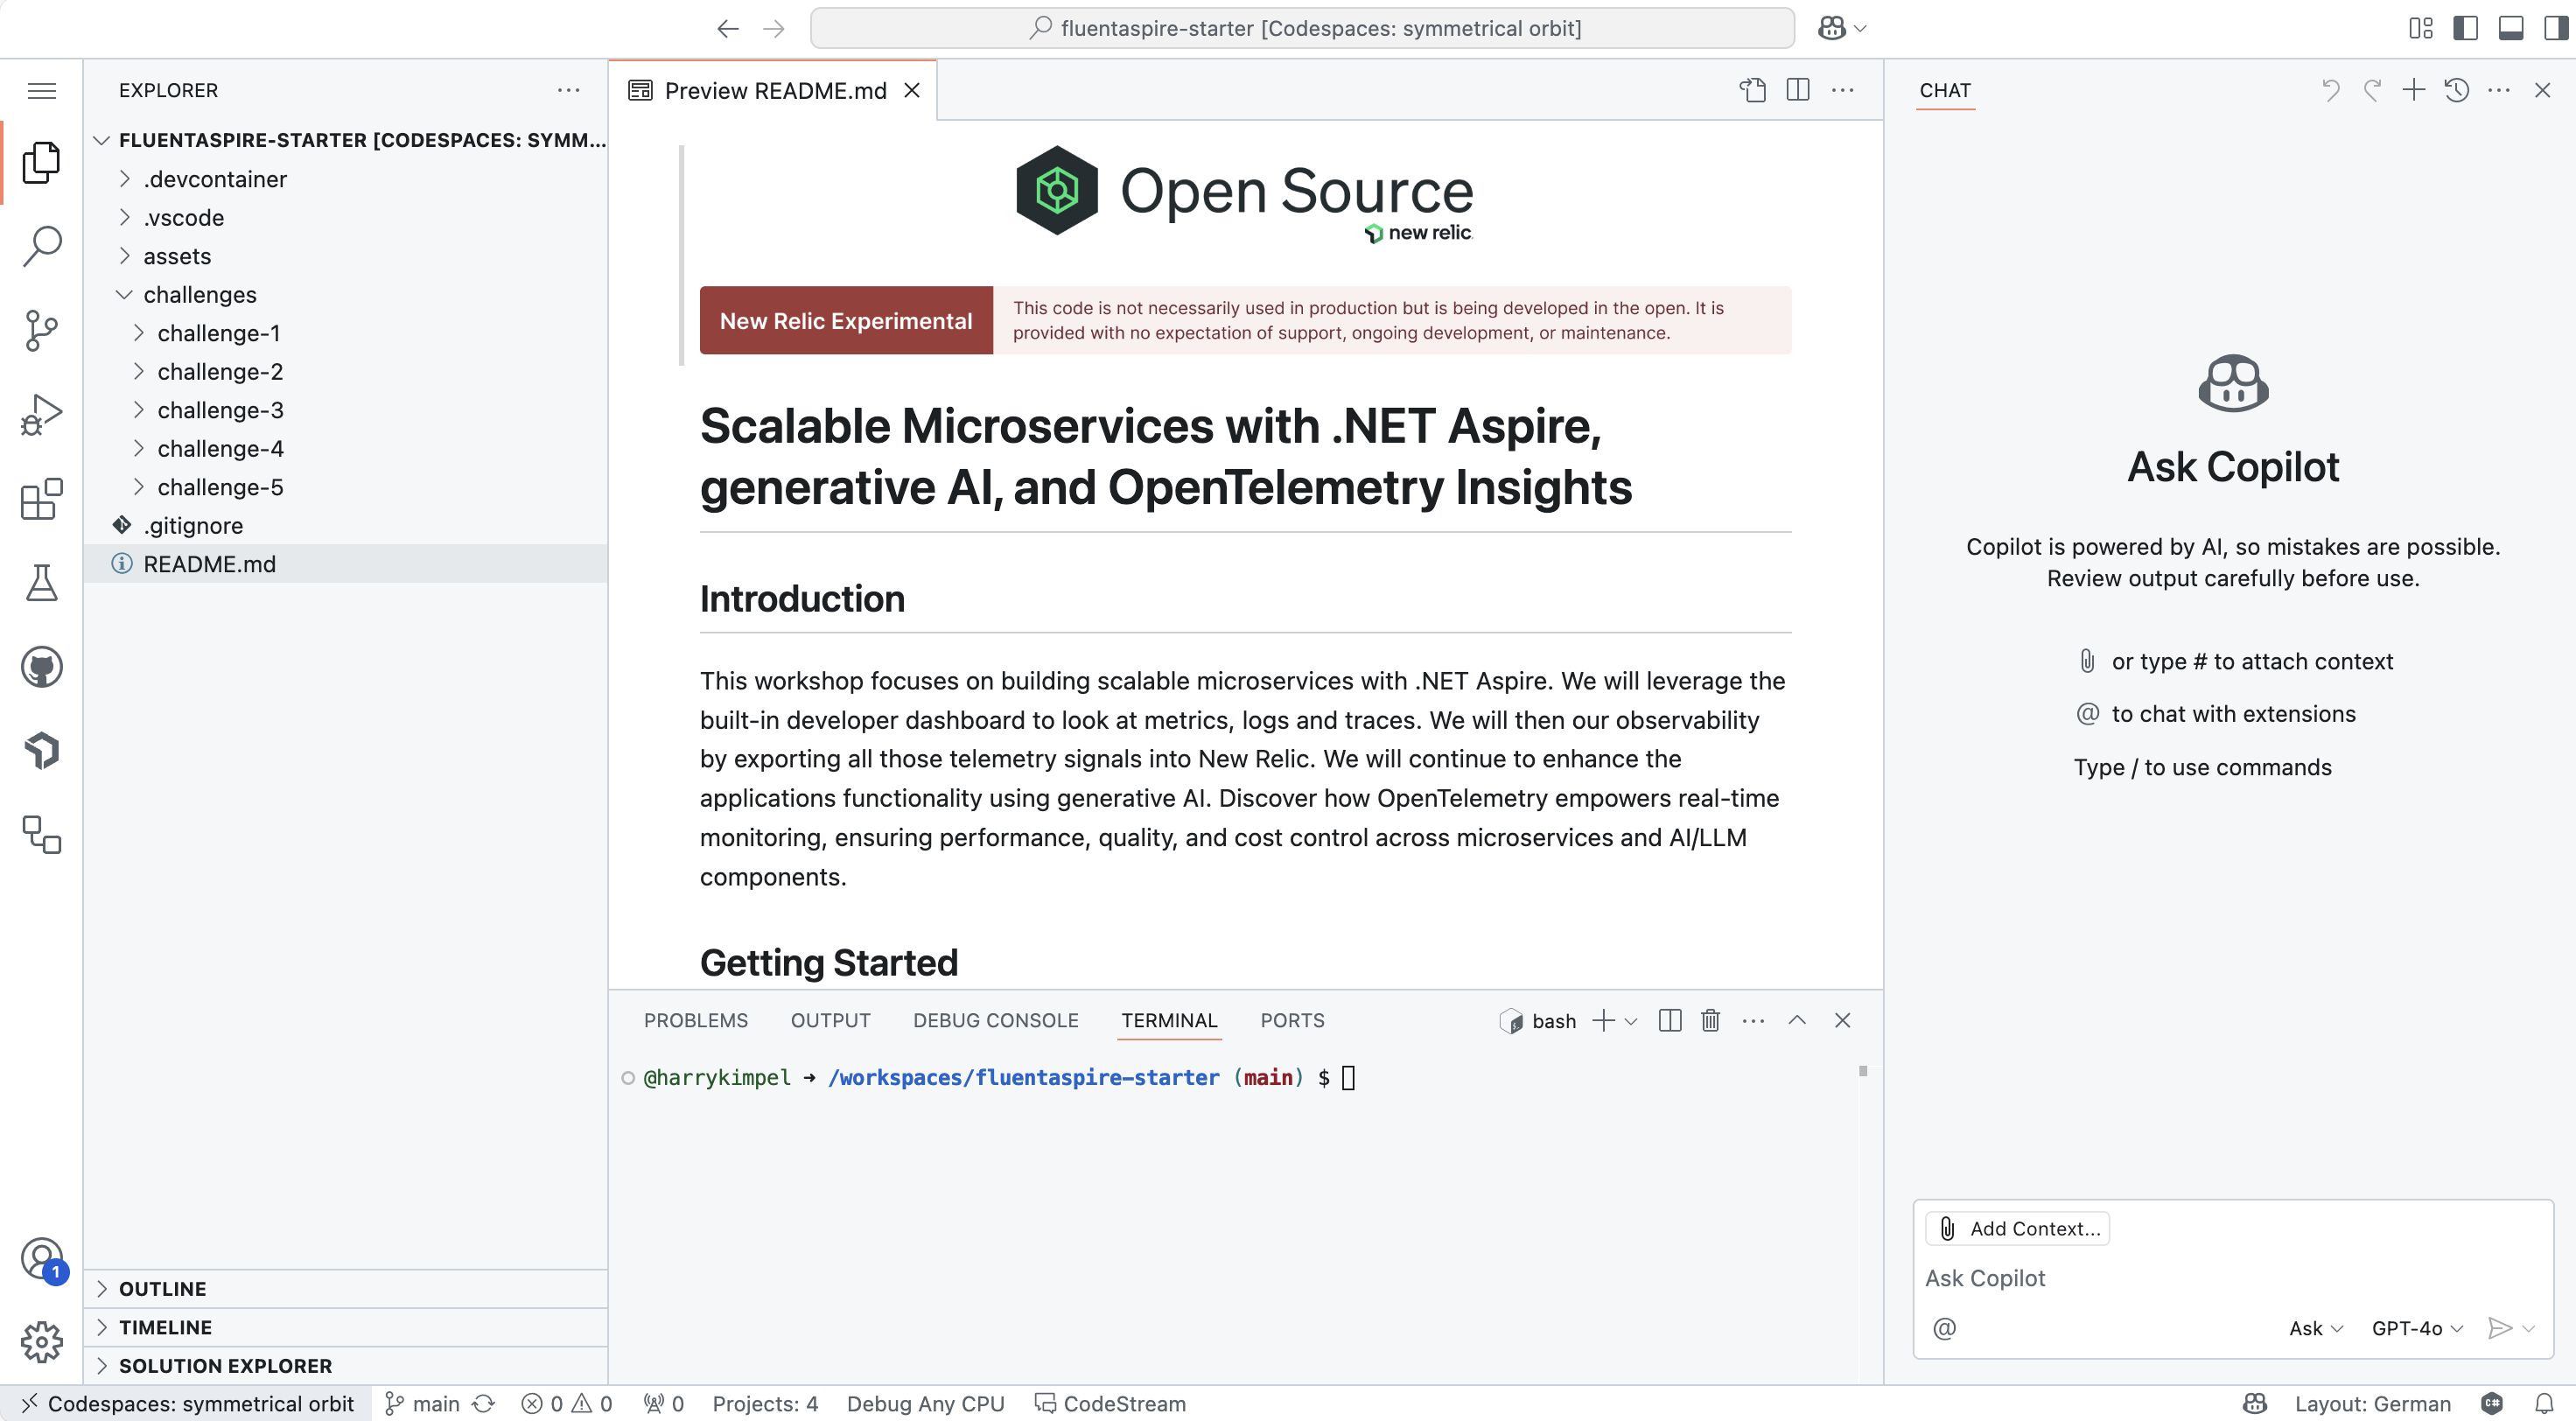 fluentaspire-starter [Codespaces: symmetrical orbit]
EXPLORER
FLUENTASPIRE-STARTER [CODESPACES: SYMM...
.devcontainer
.vscode
assets
challenges
challenge-1
challenge-2
challenge-3
challenge-4
challenge-5
.gitignore
README.md
OUTLINE
TIMELINE
SOLUTION EXPLORER
1
Preview README.md
Open Source
new relic.
New Relic Experimental
This code is not necessarily used in production but is being developed in the open. It is
provided with no expectation of support, ongoing development, or maintenance.
Scalable Microservices with .NET Aspire,
generative AI, and OpenTelemetry Insights
Introduction
This workshop focuses on building scalable microservices with .NET Aspire. We will leverage the
built-in developer dashboard to look at metrics, logs and traces. We will then our observability
by exporting all those telemetry signals into New Relic. We will continue to enhance the
applications functionality using generative AI. Discover how OpenTelemetry empowers real-time
monitoring, ensuring performance, quality, and cost control across microservices and AI/LLM
components.
Getting Started
PROBLEMS OUTPUT DEBUG CONSOLE TERMINAL PORTS
bash
@harrykimpel ➜ /workspaces/fluentaspire-starter (main) $
CHAT
Ask Copilot
Copilot is powered by AI, so mistakes are possible.
Review output carefully before use.
or type # to attach context
@ to chat with extensions
Type / to use commands
Add Context...
Ask Copilot
@ Ask GPT-4o
Codespaces: symmetrical orbit main 0 0 0 Projects: 4 Debug Any CPU CodeStream Layout: German C#